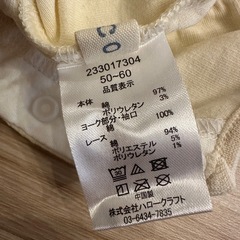 233017304
50~60
品質表示
本体 綿 97%
ポリウレタン 3%
ヨーク部分・袖口
綿 100%
レース
綿 94%
ポリエステル 5%
ポリウレタン 1%
中国製
株式会社ハロークラフト
03-6434-7835